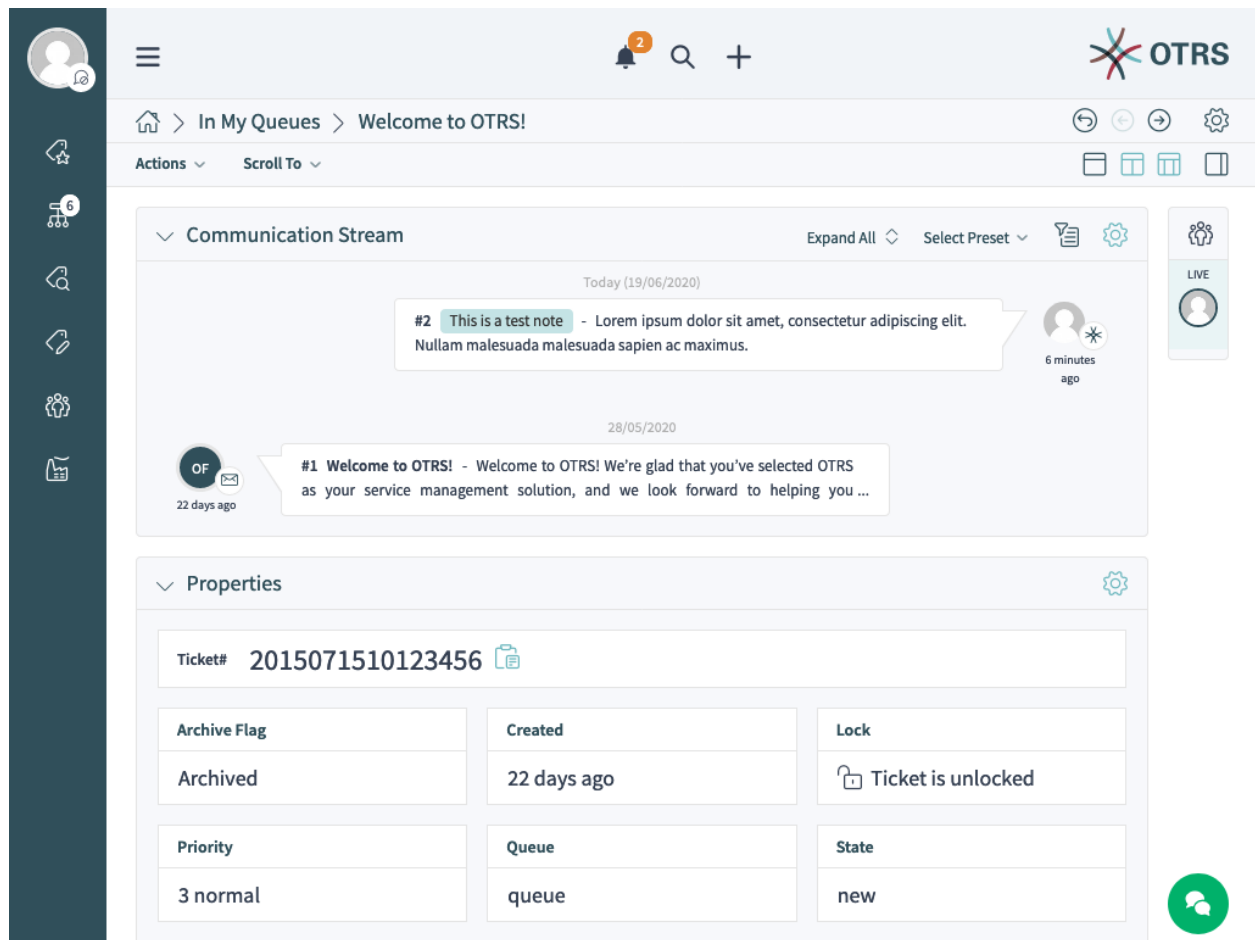 2
OTRS
In My Queues
Welcome to OTRS!
Actions
Scroll To
6
Communication Stream
Expand All
Select Preset
LIVE
Today (19/06/2020)
#2 This is a test note - Lorem ipsum dolor sit amet, consectetur adipiscing elit.
Nullam malesuada malesuada sapien ac maximus.
6 minutes
ago
28/05/2020
OF
22 days ago
#1 Welcome to OTRS! - Welcome to OTRS! We're glad that you've selected OTRS
as your service management solution, and we look forward to helping you ...
Properties
Ticket# 2015071510123456
Archive Flag
Archived
Created
22 days ago
Lock
Ticket is unlocked
Priority
3 normal
Queue
queue
State
new